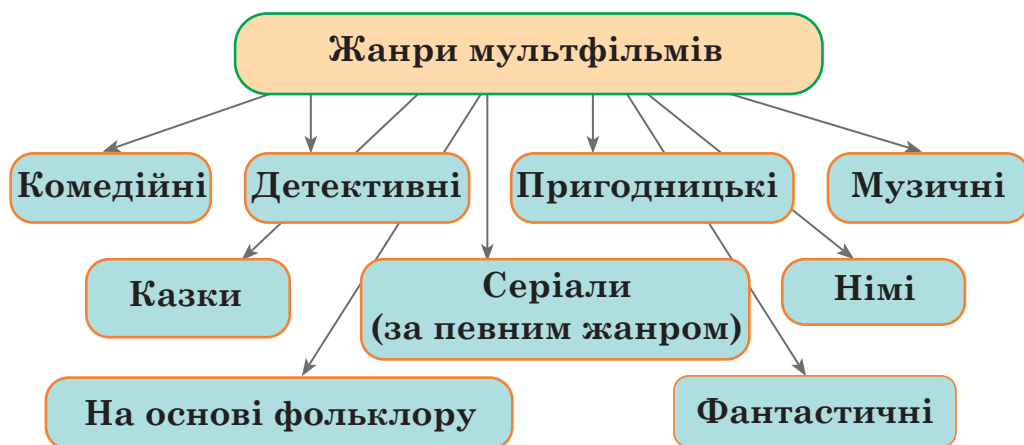 Жанри мультфільмів
Комедійні
Детективні
Пригодницькі
Музичні
Казки
Серіали
(за певним жанром)
Німі
На основі фольклору
Фантастичні